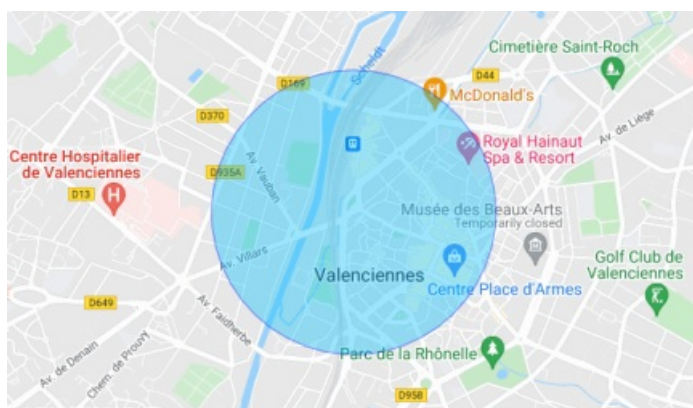 Cimetière Saint-Roch
Scheldt
D169
D44
McDonald's
D370
Av. de Liège
Royal Hainaut
Spa & Resort
Centre Hospitalier
de Valenciennes
D935A
Av. Vauban
D13
Musée des Beaux-Arts
Temporarily closed
Av. Villars
Golf Club de
Valenciennes
Valenciennes
Centre Place d'Armes
D649
Av. Faidherbe
Av. de Denain
Chem. de Prouvy
Parc de la Rhônelle
D958